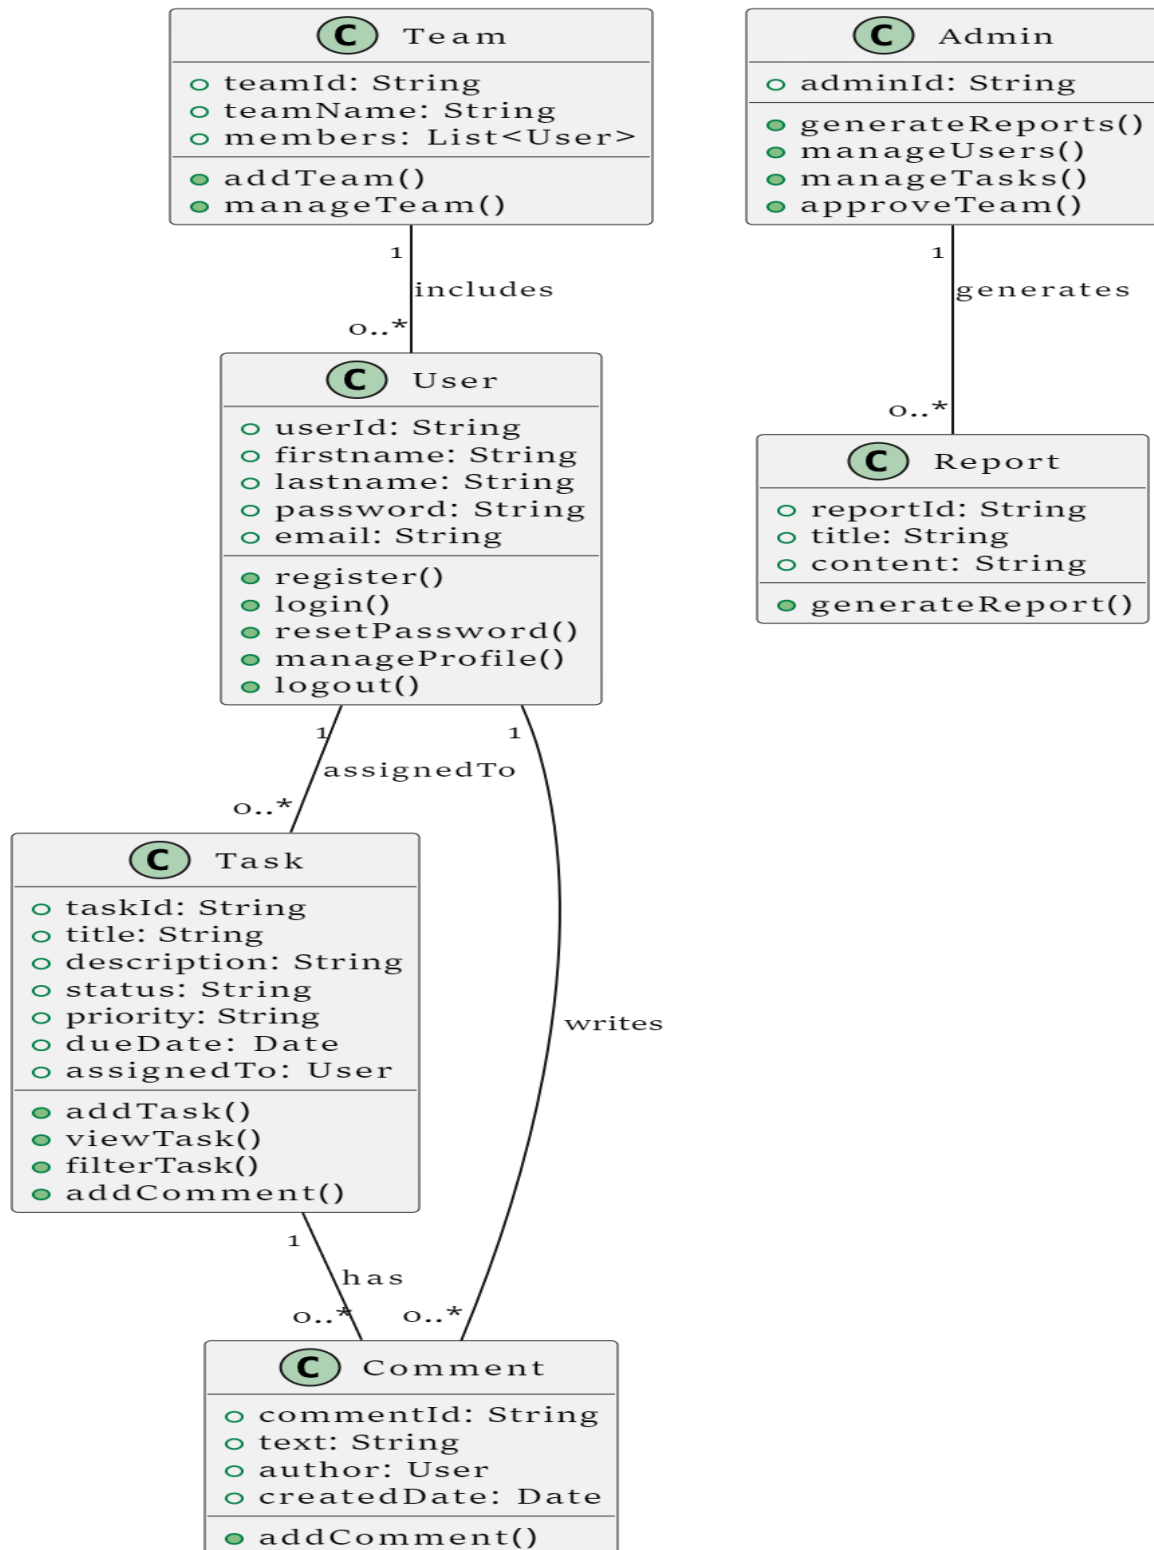 C Team
teamId: String
teamName: String
members: List<User>
addTeam()
manageTeam()
C Admin
adminId: String
generateReports()
manageUsers()
manageTasks()
approveTeam()
1
includes
0..*
1
generates
0..*
C User
userId: String
firstname: String
lastname: String
password: String
email: String
register()
login()
resetPassword()
manageProfile()
logout()
C Report
reportId: String
title: String
content: String
generateReport()
1
assignedTo
0..*
1
writes
0..*
C Task
taskId: String
title: String
description: String
status: String
priority: String
dueDate: Date
assignedTo: User
addTask()
viewTask()
filterTask()
addComment()
1
has
0..*
C Comment
commentId: String
text: String
author: User
createdDate: Date
addComment()